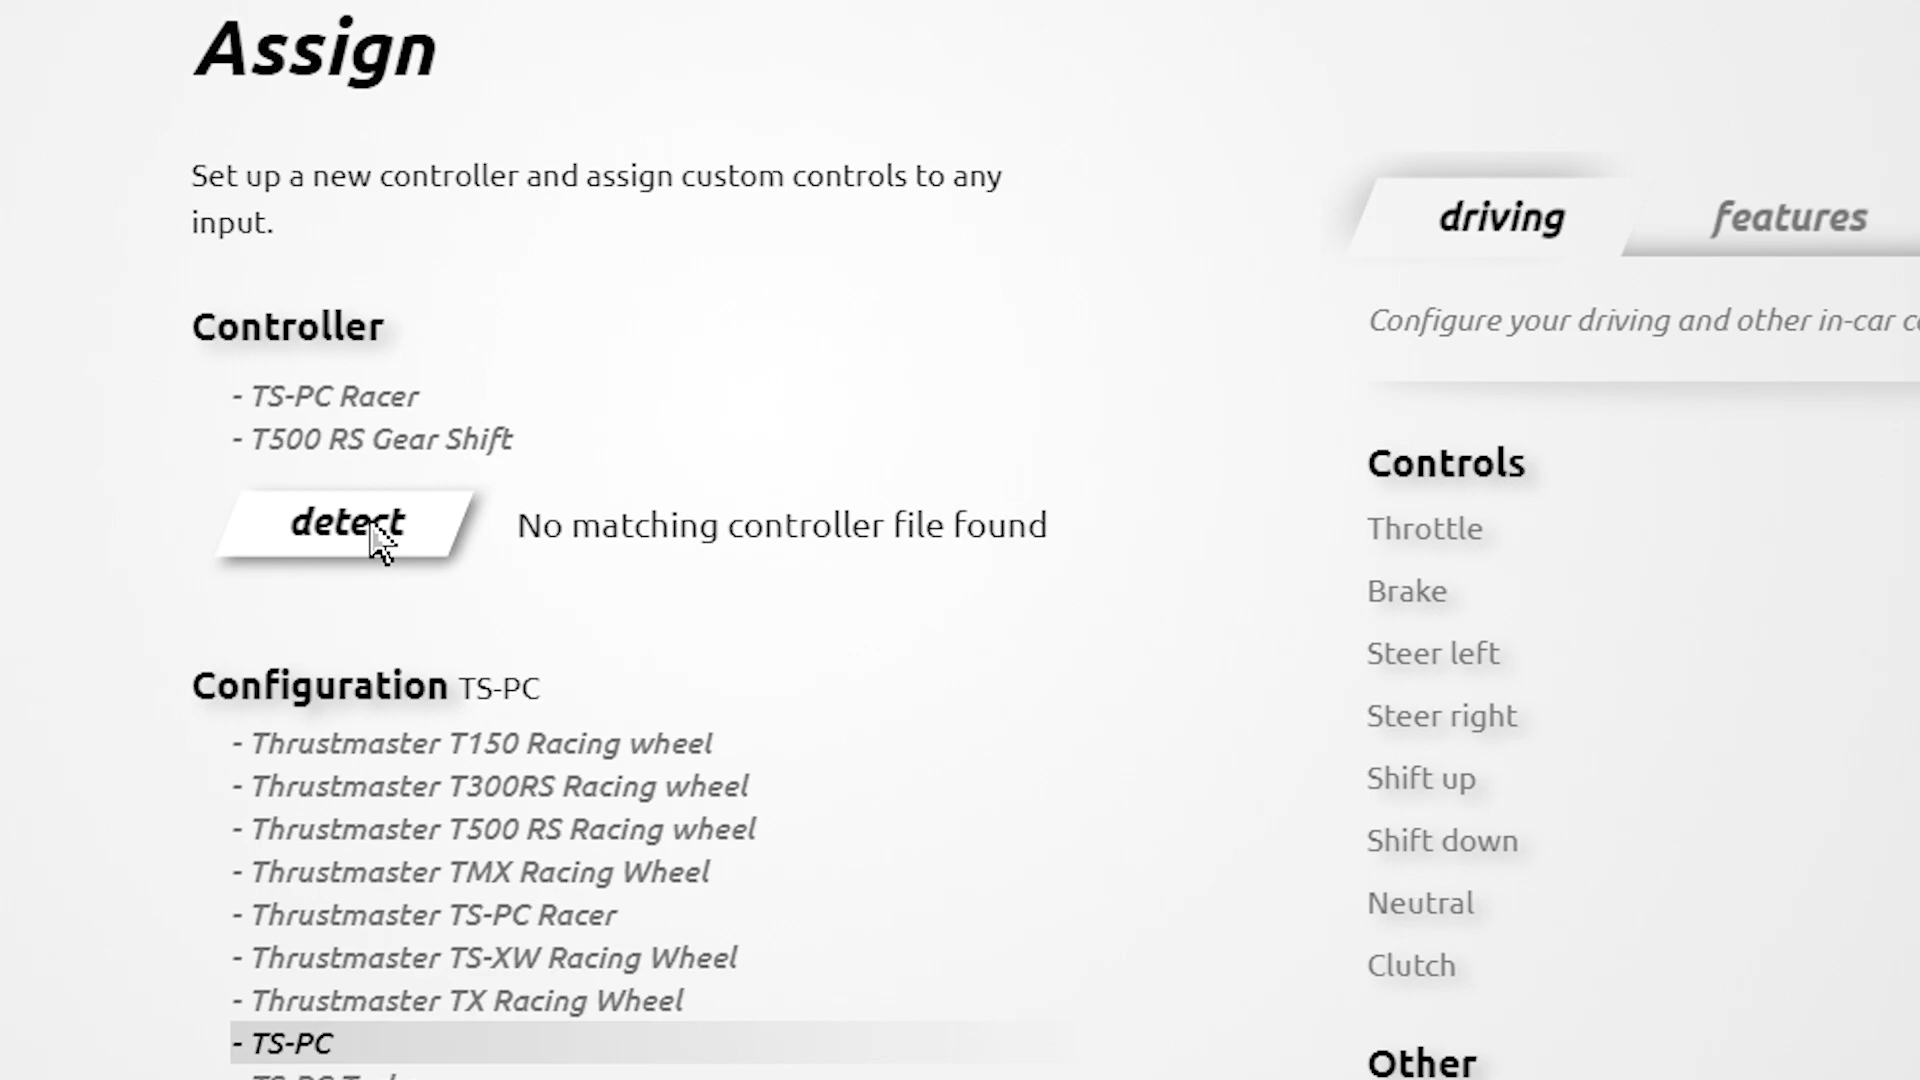 Assign
Set up a new controller and assign custom controls to any
input.
Controller
- TS-PC Racer
- T500 RS Gear Shift
detect
No matching controller file found
Configuration TS-PC
- Thrustmaster T150 Racing wheel
- Thrustmaster T300RS Racing wheel
- Thrustmaster T500 RS Racing wheel
- Thrustmaster TMX Racing Wheel
- Thrustmaster TS-PC Racer
- Thrustmaster TS-XW Racing Wheel
- Thrustmaster TX Racing Wheel
- TS-PC
driving
features
Configure your driving and other in-car
Controls
Throttle
Brake
Steer left
Steer right
Shift up
Shift down
Neutral
Clutch
Other